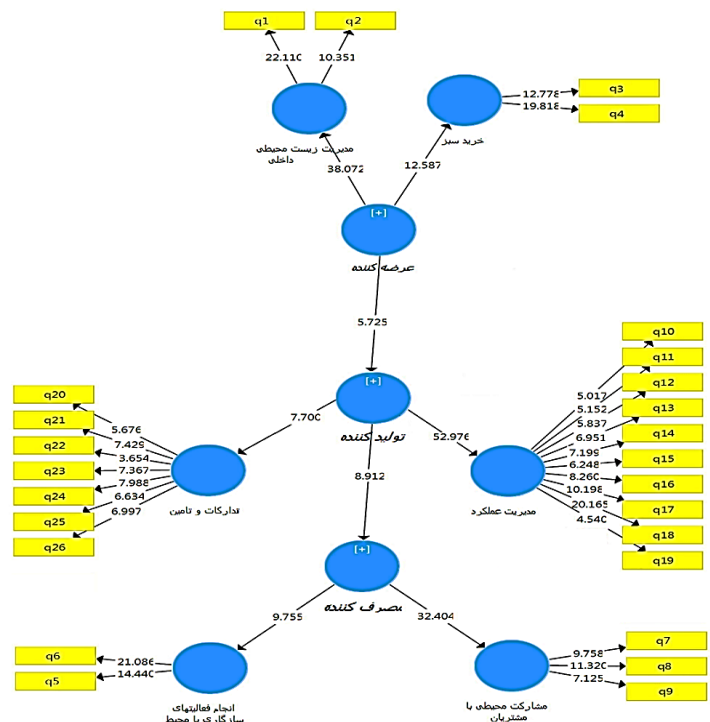 q1
q2
22.110
10.351
q3
12.778
19.818
q4
مدیریت زیست محیطی
داخلی
خرید سبز
38.072
12.587
[+]
عرضه کننده
5.725
q10
q11
q12
q13
q14
q15
q16
q17
q18
q19
5.017
5.152
5.837
6.951
7.199
6.248
8.260
10.198
20.165
4.540
[+]
تولید کننده
7.700
52.976
q20
q21
q22
q23
q24
q25
q26
5.676
7.429
3.654
7.367
7.988
6.634
6.997
تدارکات و تامین
مدیریت عملکرد
8.912
[+]
مصرف کننده
9.755
32.404
q6
21.086
q5
14.440
q7
9.758
q8
11.320
q9
7.125
انجام فعالیتهای
سازگاری با محیط
مشارکت محیطی با
مشتریان